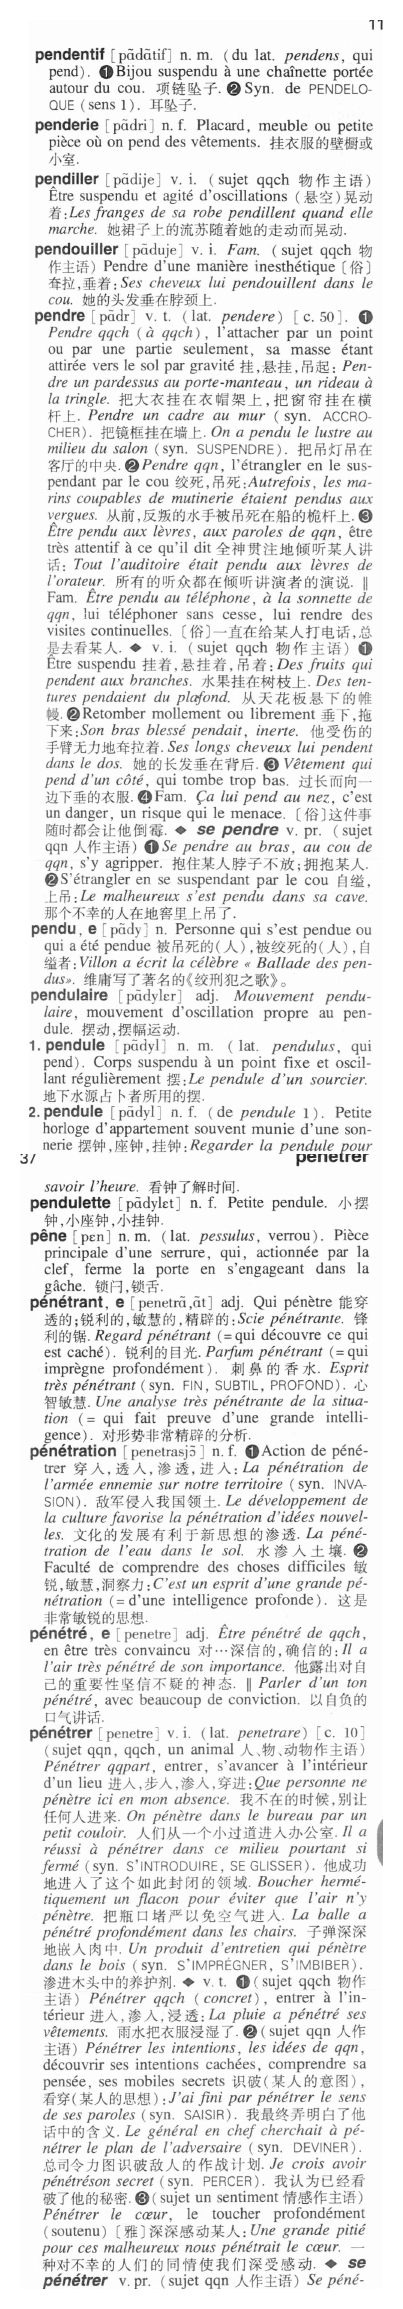 11
pendentif [pɑ̃dɑ̃tif] n. m. (du lat. pendens, qui
pend). ❶Bijou suspendu à une chaînette portée
autour du cou. 项链坠子. ❷Syn. de PENDELO-
QUE (sens 1). 耳坠子.
penderie [pɑ̃dri] n. f. Placard, meuble ou petite
pièce où on pend des vêtements. 挂衣服的壁橱或
小室.
pendiller [pɑ̃dije] v. i. (sujet qqch 物作主语)
Être suspendu et agité d'oscillations (悬空)晃动
着:Les franges de sa robe pendillent quand elle
marche. 她裙子上的流苏随着她的走动而晃动.
pendouiller [pɑ̃duje] v. i. Fam. (sujet qqch 物
作主语) Pendre d'une manière inesthétique [俗]
耷拉,垂着:Ses cheveux lui pendouillent dans le
cou. 她的头发垂在脖颈上.
pendre [pɑ̃dr] v. t. (lat. pendere) [c. 50]. ❶
Pendre qqch (à qqch), l'attacher par un point
ou par une partie seulement, sa masse étant
attirée vers le sol par gravité 挂,悬挂,吊起: Pen-
dre un pardessus au porte-manteau, un rideau à
la tringle. 把大衣挂在衣帽架上,把窗帘挂在横
杆上. Pendre un cadre au mur (syn. ACCRO-
CHER). 把镜框挂在墙上. On a pendu le lustre au
milieu du salon (syn. SUSPENDRE). 把吊灯吊在
客厅的中央. ❷Pendre qqn, l'étrangler en le sus-
pendant par le cou 绞死,吊死:Autrefois, les ma-
rins coupables de mutinerie étaient pendus aux
vergues. 从前,反叛的水手被吊死在船的桅杆上. ❸
Être pendu aux lèvres, aux paroles de qqn, être
très attentif à ce qu'il dit 全神贯注地倾听某人讲
话: Tout l'auditoire était pendu aux lèvres de
l'orateur. 所有的听众都在倾听讲演者的演说. ‖
Fam. Être pendu au téléphone, à la sonnette de
qqn, lui téléphoner sans cesse, lui rendre des
visites continuelles. [俗]一直在给某人打电话,总
是去看某人. ◆ v. i. (sujet qqch 物作主语) ❶
Être suspendu 挂着,悬挂着,吊着:Des fruits qui
pendent aux branches. 水果挂在树枝上. Des ten-
tures pendaient du plafond. 从天花板悬下的帷
幔. ❷Retomber mollement ou librement 垂下,拖
下来:Son bras blessé pendait, inerte. 他受伤的
手臂无力地耷拉着. Ses longs cheveux lui pendent
dans le dos. 她的长发垂在背后. ❸ Vêtement qui
pend d'un côté, qui tombe trop bas. 过长而向一
边下垂的衣服. ❹Fam. Ça lui pend au nez, c'est
un danger, un risque qui le menace. [俗]这件事
随时都会让他倒霉. ◆ se pendre v. pr. (sujet
qqn 人作主语) ❶Se pendre au bras, au cou de
qqn, s'y agripper. 抱住某人脖子不放;拥抱某人.
❷S'étrangler en se suspendant par le cou 自缢,
上吊:Le malheureux s'est pendu dans sa cave.
那个不幸的人在地窖里上吊了.
pendu, e [pɑ̃dy] n. Personne qui s'est pendue ou
qui a été pendue 被吊死的(人),被绞死的(人),自
缢者:Villon a écrit la célèbre « Ballade des pen-
dus». 维庸写了著名的《绞刑犯之歌》。
pendulaire [pɑ̃dylɛr] adj. Mouvement pendu-
laire, mouvement d'oscillation propre au pen-
dule. 摆动,摆幅运动.
1. pendule [pɑ̃dyl] n. m. (lat. pendulus, qui
pend). Corps suspendu à un point fixe et oscil-
lant régulièrement 摆:Le pendule d'un sourcier.
地下水源占卜者所用的摆.
2. pendule [pɑ̃dyl] n. f. (de pendule 1). Petite
horloge d'appartement souvent munie d'une son-
nerie 摆钟,座钟,挂钟:Regarder la pendule pour
37 pénétrer
savoir l'heure. 看钟了解时间.
pendulette [pɑ̃dylɛt] n. f. Petite pendule. 小摆
钟,小座钟,小挂钟.
pêne [pɛn] n. m. (lat. pessulus, verrou). Pièce
principale d'une serrure, qui, actionnée par la
clef, ferme la porte en s'engageant dans la
gâche. 锁闩,锁舌.
pénétrant, e [penetrɑ̃,ɑ̃t] adj. Qui pénètre 能穿
透的;锐利的,敏慧的,精辟的:Scie pénétrante. 锋
利的锯. Regard pénétrant (=qui découvre ce qui
est caché). 锐利的目光. Parfum pénétrant (=qui
imprègne profondément). 刺鼻的香水. Esprit
très pénétrant (syn. FIN, SUBTIL, PROFOND). 心
智敏慧. Une analyse très pénétrante de la situa-
tion (= qui fait preuve d'une grande intelli-
gence). 对形势非常精辟的分析.
pénétration [penetrasjɔ̃] n. f. ❶Action de péné-
trer 穿入,透入,渗透,进入: La pénétration de
l'armée ennemie sur notre territoire (syn. INVA-
SION). 敌军侵入我国领土. Le développement de
la culture favorise la pénétration d'idées nouvel-
les. 文化的发展有利于新思想的渗透. La péné-
tration de l'eau dans le sol. 水渗入土壤. ❷
Faculté de comprendre des choses difficiles 敏
锐,敏慧,洞察力:C'est un esprit d'une grande pé-
nétration (=d'une intelligence profonde). 这是
非常敏锐的思想.
pénétré, e [penetre] adj. Être pénétré de qqch,
en être très convaincu 对…深信的,确信的: Il a
l'air très pénétré de son importance. 他露出对自
己的重要性坚信不疑的神态. ‖ Parler d'un ton
pénétré, avec beaucoup de conviction. 以自负的
口气讲话.
pénétrer [penetre] v. i. (lat. penetrare) [c. 10]
(sujet qqn, qqch, un animal 人、物、动物作主语)
Pénétrer qqpart, entrer, s'avancer à l'intérieur
d'un lieu 进入,步入,渗入,穿进:Que personne ne
pénètre ici en mon absence. 我不在的时候,别让
任何人进来. On pénètre dans le bureau par un
petit couloir. 人们从一个小过道进入办公室. Il a
réussi à pénétrer dans ce milieu pourtant si
fermé (syn. S'INTRODUIRE, SE GLISSER). 他成功
地进入了这个如此封闭的领域. Boucher hermé-
tiquement un flacon pour éviter que l'air n'y
pénètre. 把瓶口堵严以免空气进入. La balle a
pénétré profondément dans les chairs. 子弹深深
地嵌入肉中. Un produit d'entretien qui pénètre
dans le bois (syn. S'IMPRÉGNER, S'IMBIBER).
渗进木头中的养护剂. ◆ v. t. ❶(sujet qqch 物作
主语) Pénétrer qqch (concret), entrer à l'in-
térieur 进入,渗入,浸透:La pluie a pénétré ses
vêtements. 雨水把衣服浸湿了. ❷(sujet qqn 人作
主语) Pénétrer les intentions, les idées de qqn,
découvrir ses intentions cachées, comprendre sa
pensée, ses mobiles secrets 识破(某人的意图),
看穿(某人的思想):J'ai fini par pénétrer le sens
de ses paroles (syn. SAISIR). 我最终弄明白了他
话中的含义. Le général en chef cherchait à pé-
nétrer le plan de l'adversaire (syn. DEVINER).
总司令力图识破敌人的作战计划. Je crois avoir
pénétréson secret (syn. PERCER). 我认为已经看
破了他的秘密. ❸(sujet un sentiment 情感作主语)
Pénétrer le cœur, le toucher profondément
(soutenu) [雅]深深感动某人: Une grande pitié
pour ces malheureux nous pénétrait le cœur. 一
种对不幸的人们的同情使我们深受感动. ◆ se
pénétrer v. pr. (sujet qqn 人作主语) Se péné-